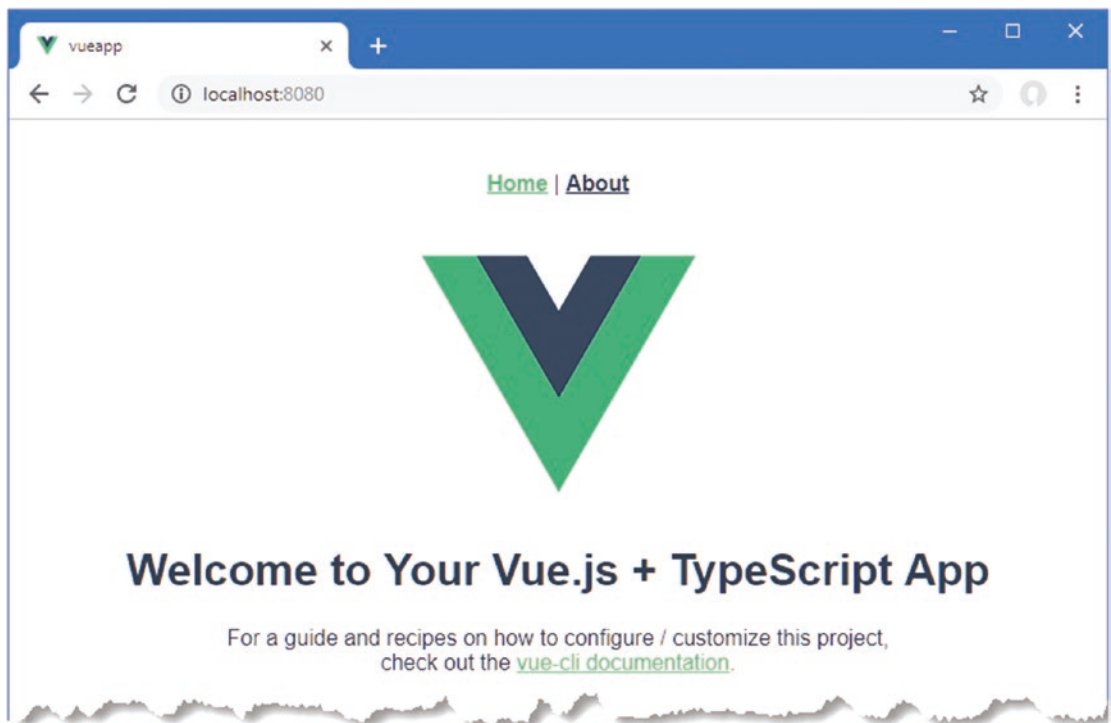 vueapp
localhost:8080
Home | About
Welcome to Your Vue.js + TypeScript App
For a guide and recipes on how to configure / customize this project,
check out the vue-cli documentation.